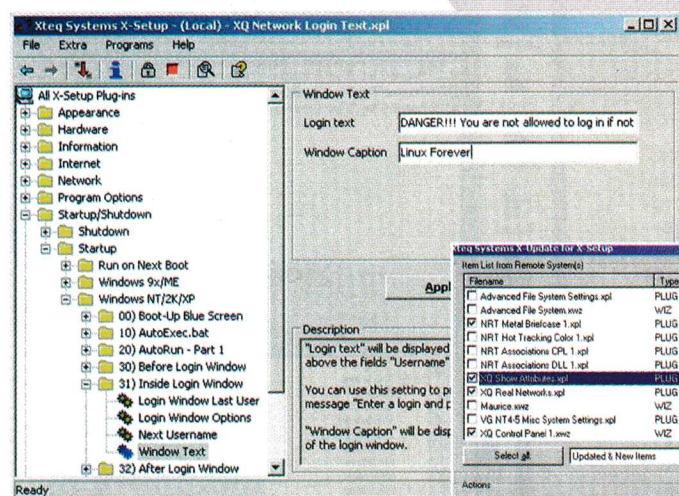 Xteq Systems X-Setup - (Local) - XQ Network Login Text.xpl
File Extra Programs Help
All X-Setup Plug-ins
Appearance
Hardware
Information
Internet
Network
Program Options
Startup/Shutdown
Shutdown
Startup
Run on Next Boot
Windows 9x/ME
Windows NT/2K/XP
00) Boot-Up Blue Screen
10) AutoExec.bat
20) AutoRun - Part 1
30) Before Login Window
31) Inside Login Window
Login Window Last User
Login Window Options
Next Username
Window Text
32) After Login Window
Ready
Window Text
Login text DANGER!!! You are not allowed to log in if not
Window Caption Linux Forever
Appl
Description
"Login text" will be displayed
above the fields "Username"
You can use this setting to p
message "Enter a login and p
"Window Caption" will be disp
of the login window.
Xteq Systems X-Update for X-Setup
Item List from Remote System(s)
Filename Type
Advanced File System Settings.xpl PLUG
Advanced File System.xwz WIZ
NRT Metal Briefcase 1.xpl PLUG
NRT Hot Tracking Color 1.xpl PLUG
NRT Associations CPL 1.xpl PLUG
NRT Associations DLL 1.xpl PLUG
XQ Show Attributes.xpl PLUG
XQ Real Networks.xpl PLUG
Maurice.xwz WIZ
VG NT4-5 Misc System Settings.xpl PLUG
XQ Control Panel 1.xwz WIZ
Select all Updated & New Items
Actions